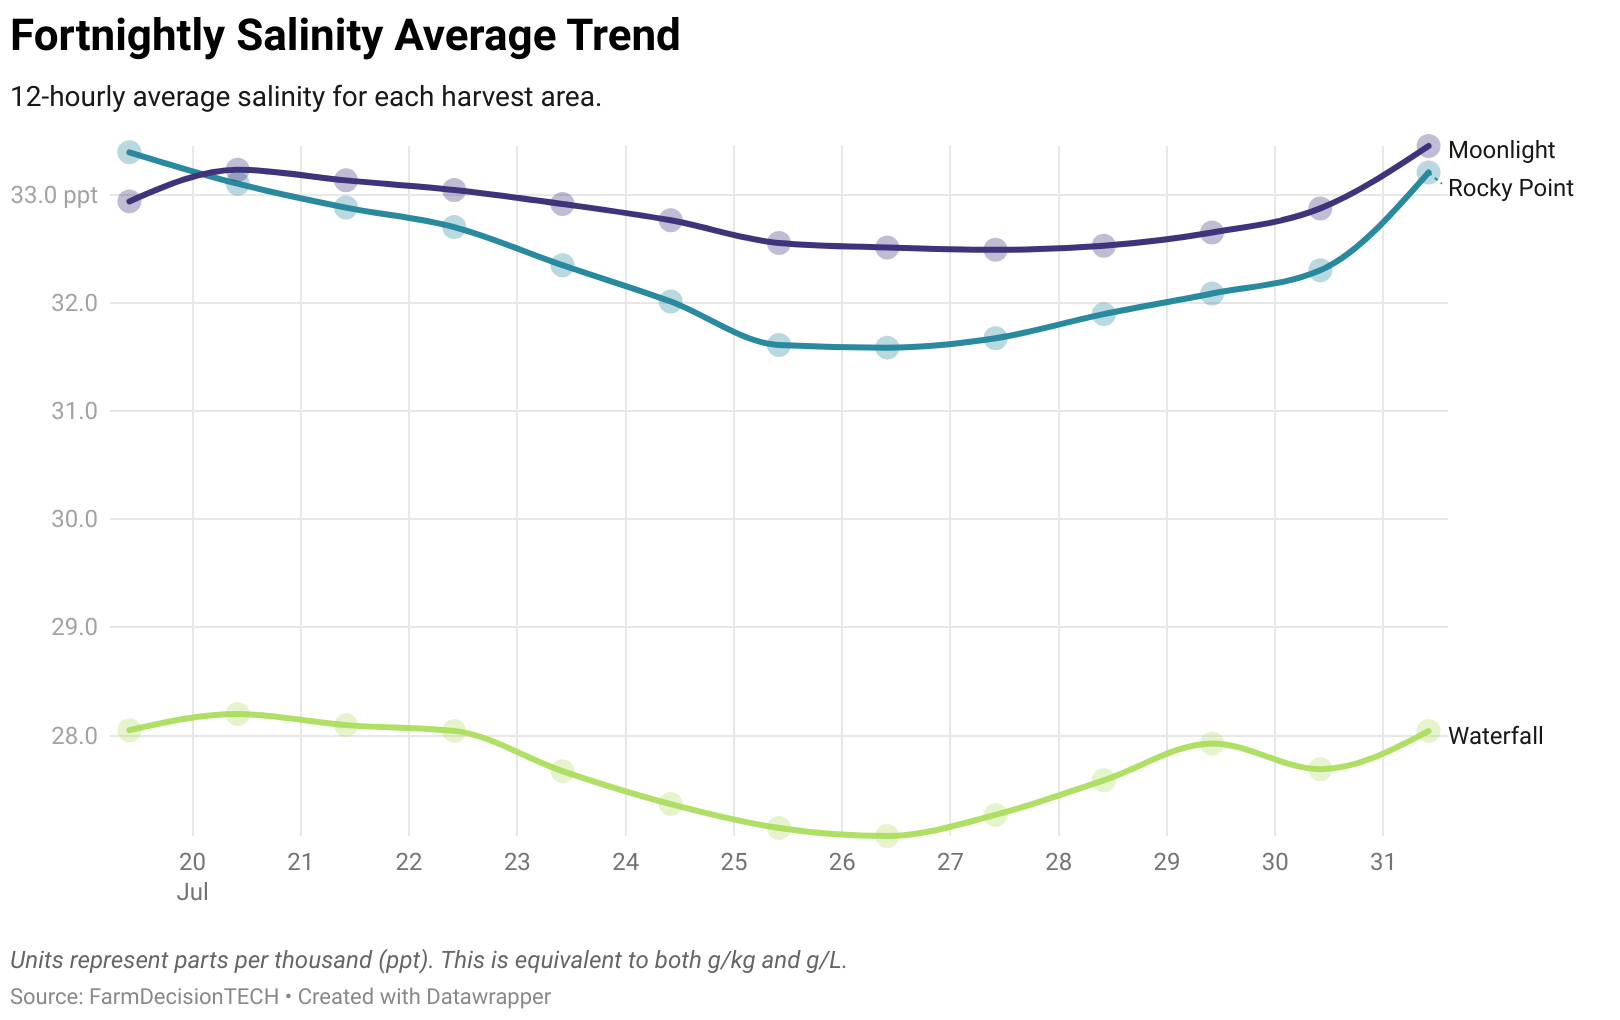 Fortnightly Salinity Average Trend
12-hourly average salinity for each harvest area.
Moonlight
33.0 ppt
Rocky Point
32.0
31.0
30.0
29.0
28.0
Waterfall
20 21 22 23 24 25 26 27 28 29 30 31
Jul
Units represent parts per thousand (ppt). This is equivalent to both g/kg and g/L.
Source: FarmDecisionTECH • Created with Datawrapper